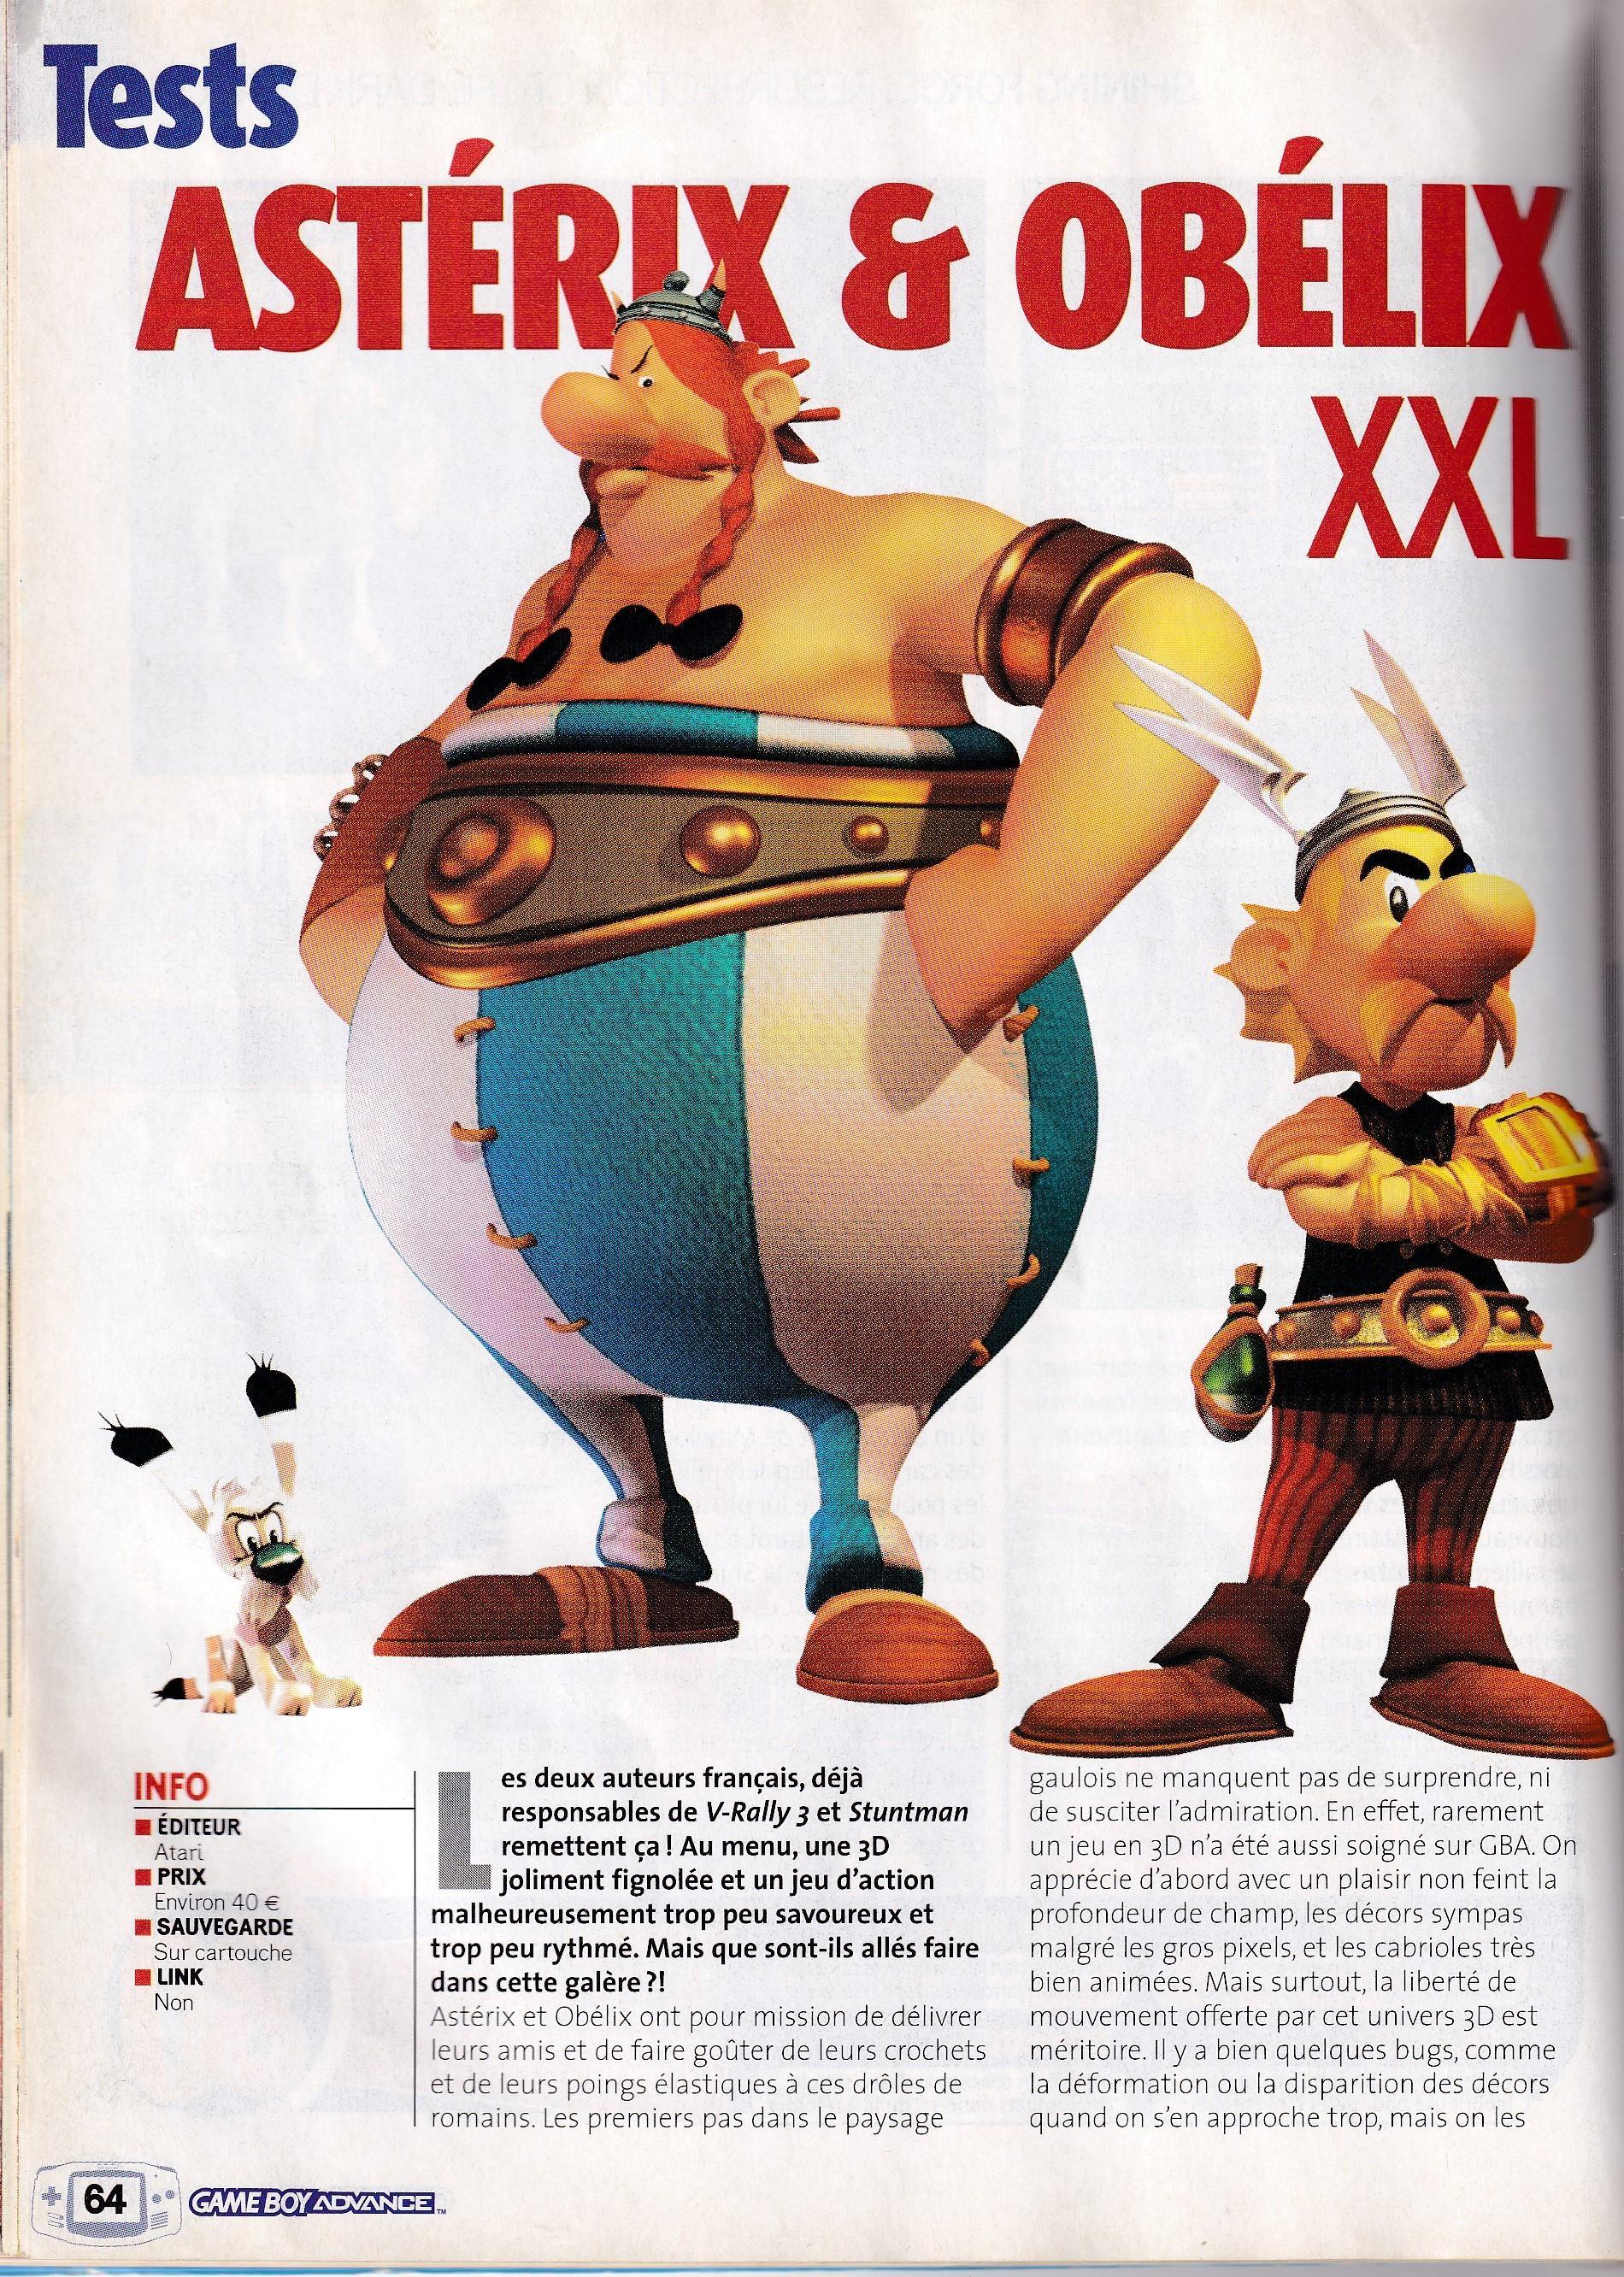 Tests
ASTÉRIX & OBÉLIX
XXL
INFO
ÉDITEUR
Atari
PRIX
Environ 40 €
SAUVEGARDE
Sur cartouche
LINK
Non
Les deux auteurs français, déjà
responsables de V-Rally 3 et Stuntman
remettent ça ! Au menu, une 3D
joliment fignolée et un jeu d'action
malheureusement trop peu savoureux et
trop peu rythmé. Mais que sont-ils allés faire
dans cette galère ?!
Astérix et Obélix ont pour mission de délivrer
leurs amis et de faire goûter de leurs crochets
et de leurs poings élastiques à ces drôles de
romains. Les premiers pas dans le paysage
gaulois ne manquent pas de surprendre, ni
de susciter l'admiration. En effet, rarement
un jeu en 3D n'a été aussi soigné sur GBA. On
apprécie d'abord avec un plaisir non feint la
profondeur de champ, les décors sympas
malgré les gros pixels, et les cabrioles très
bien animées. Mais surtout, la liberté de
mouvement offerte par cet univers 3D est
méritoire. Il y a bien quelques bugs, comme
la déformation ou la disparition des décors
quand on s'en approche trop, mais on les
64
GAME BOY ADVANCE™